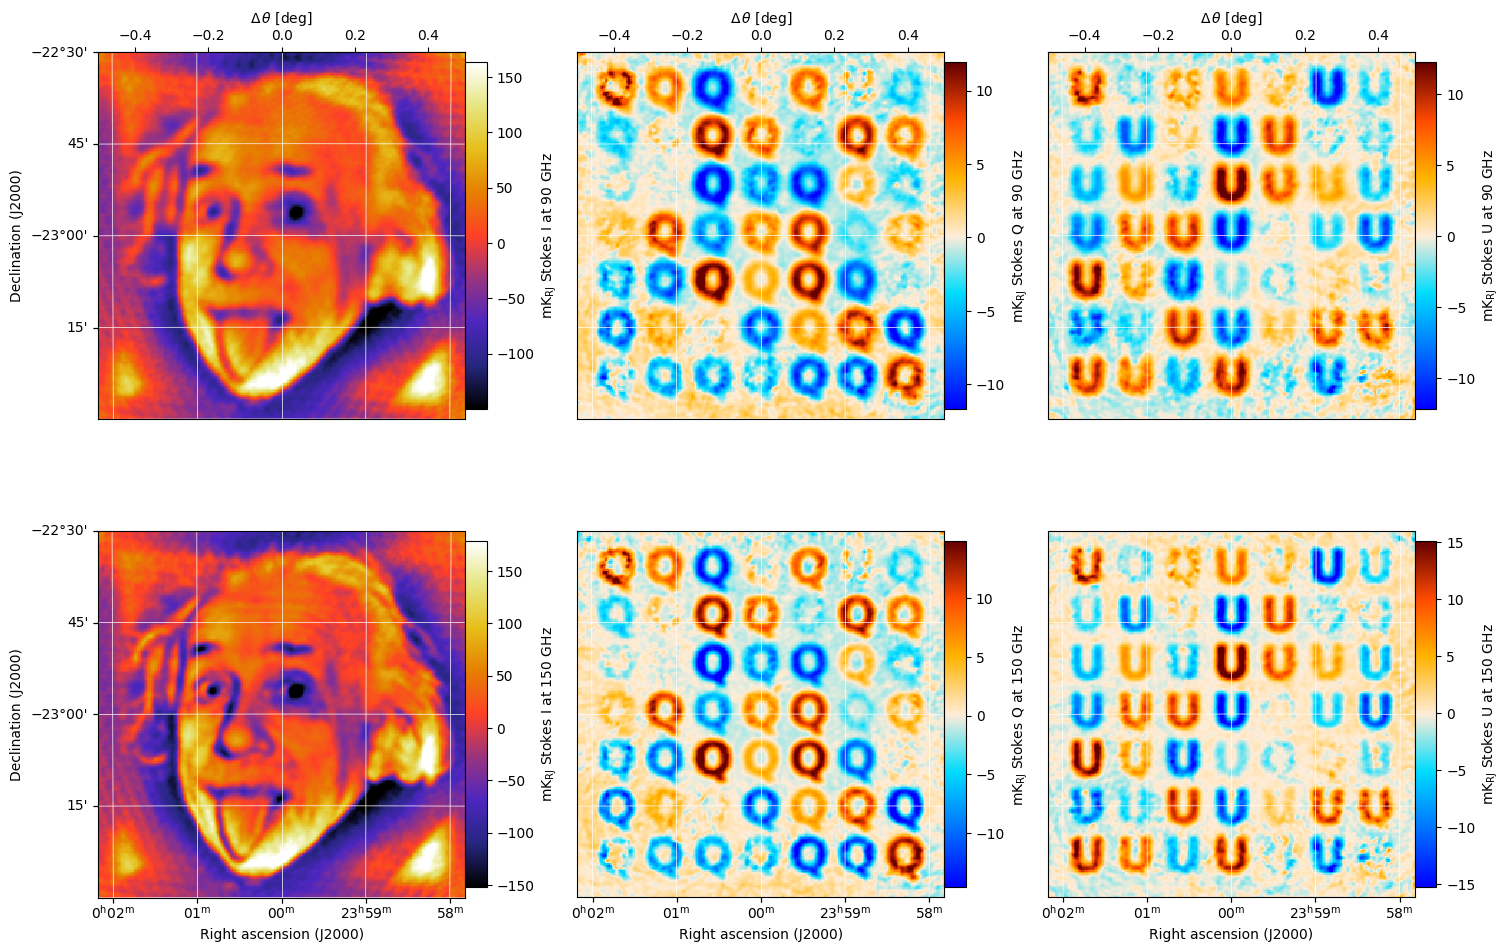 Δ θ [deg] Δ θ [deg] Δ θ [deg]
−0.4 −0.2 0.0 0.2 0.4 −0.4 −0.2 0.0 0.2 0.4 −0.4 −0.2 0.0 0.2 0.4
−22°30'
45'
−23°00'
15'
Declination (J2000)
150
100
50
0
−50
−100
mK_RJ Stokes I at 90 GHz
Q Q Q Q Q Q Q
Q Q Q Q Q Q Q
Q Q Q Q Q Q Q
Q Q Q Q Q Q Q
Q Q Q Q Q Q Q
Q Q Q Q Q Q Q
Q Q Q Q Q Q Q
10
5
0
−5
−10
mK_RJ Stokes Q at 90 GHz
U U U U U U U
U U U U U U U
U U U U U U U
U U U U U U U
U U U U U U U
U U U U U U U
U U U U U U U
10
5
0
−5
−10
mK_RJ Stokes U at 90 GHz
−22°30'
45'
−23°00'
15'
Declination (J2000)
150
100
50
0
−50
−100
−150
mK_RJ Stokes I at 150 GHz
Q Q Q Q Q Q Q
Q Q Q Q Q Q Q
Q Q Q Q Q Q Q
Q Q Q Q Q Q Q
Q Q Q Q Q Q Q
Q Q Q Q Q Q Q
Q Q Q Q Q Q Q
10
5
0
−5
−10
mK_RJ Stokes Q at 150 GHz
U U U U U U U
U U U U U U U
U U U U U U U
U U U U U U U
U U U U U U U
U U U U U U U
U U U U U U U
15
10
5
0
−5
−10
−15
mK_RJ Stokes U at 150 GHz
0ʰ02ᵐ 01ᵐ 00ᵐ 23ʰ59ᵐ 58ᵐ 0ʰ02ᵐ 01ᵐ 00ᵐ 23ʰ59ᵐ 58ᵐ 0ʰ02ᵐ 01ᵐ 00ᵐ 23ʰ59ᵐ 58ᵐ
Right ascension (J2000) Right ascension (J2000) Right ascension (J2000)